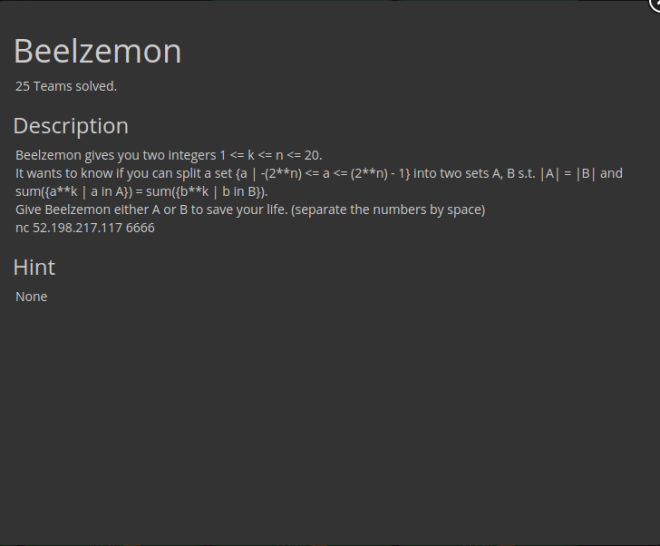 Beelzemon
25 Teams solved.
Description
Beelzemon gives you two integers 1 <= k <= n <= 20.
It wants to know if you can split a set {a | -(2**n) <= a <= (2**n) - 1} into two sets A, B s.t. |A| = |B| and
sum({a**k | a in A}) = sum({b**k | b in B}).
Give Beelzemon either A or B to save your life. (separate the numbers by space)
nc 52.198.217.117 6666
Hint
None